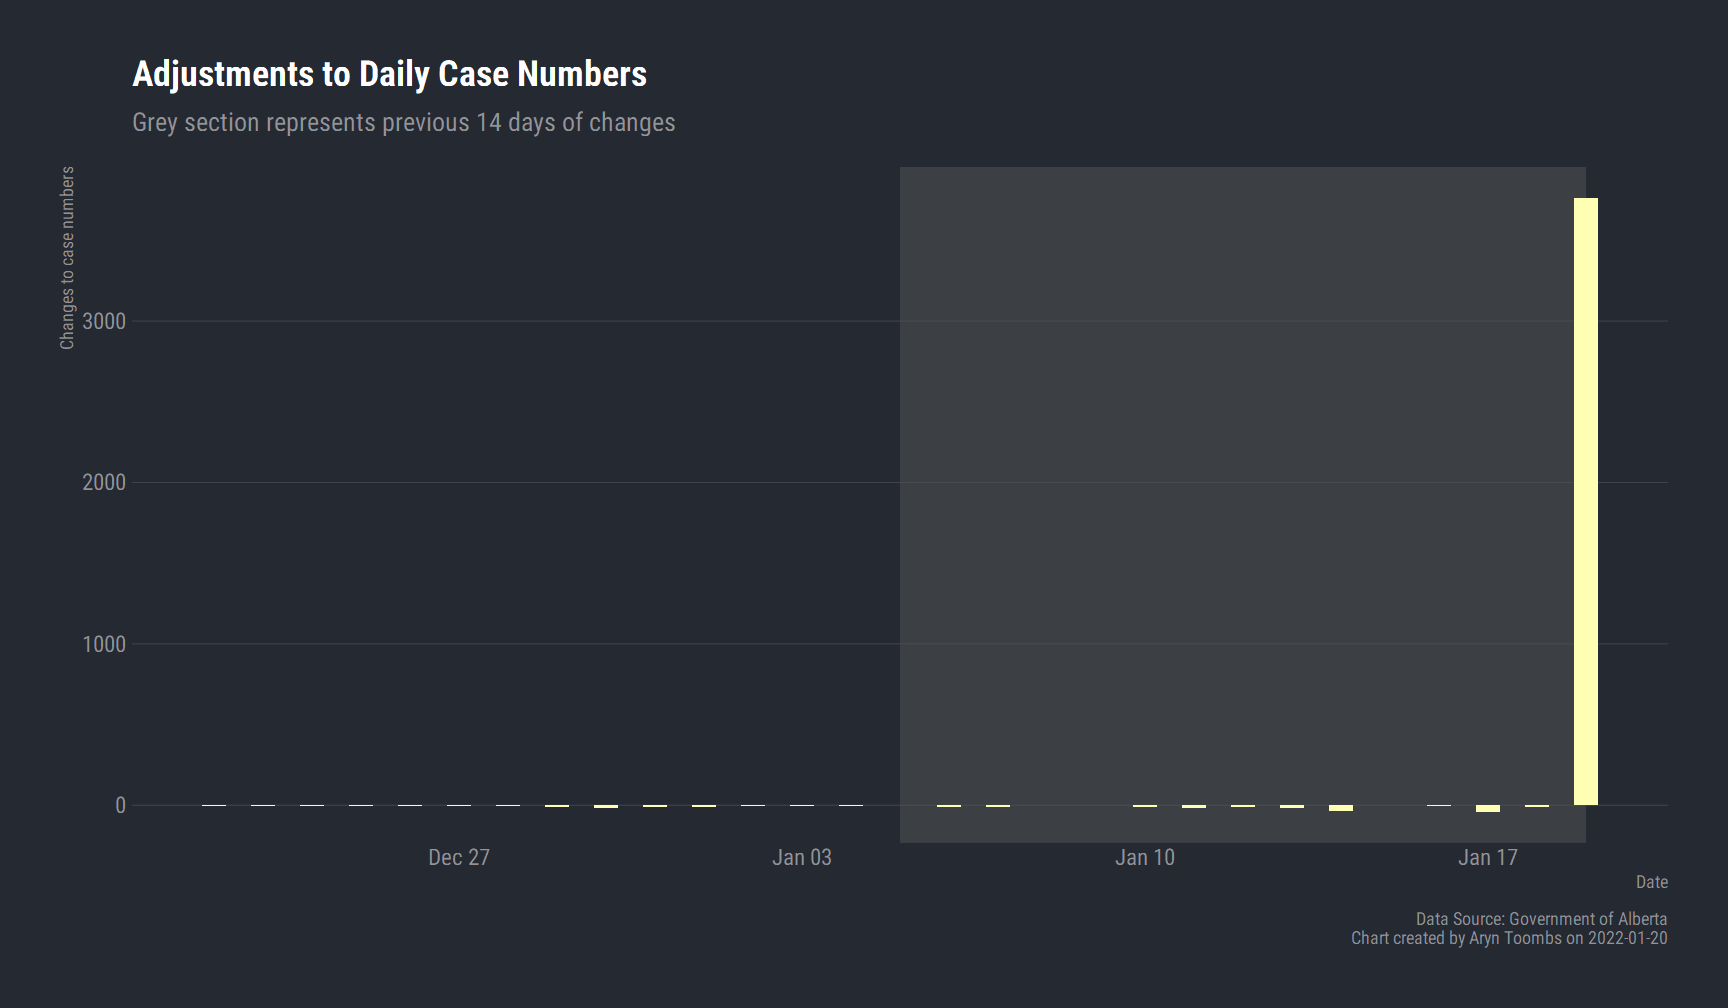 Adjustments to Daily Case Numbers
Grey section represents previous 14 days of changes
Changes to case numbers
3000
2000
1000
0
Dec 27
Jan 03
Jan 10
Jan 17
Date
Data Source: Government of Alberta
Chart created by Aryn Toombs on 2022-01-20